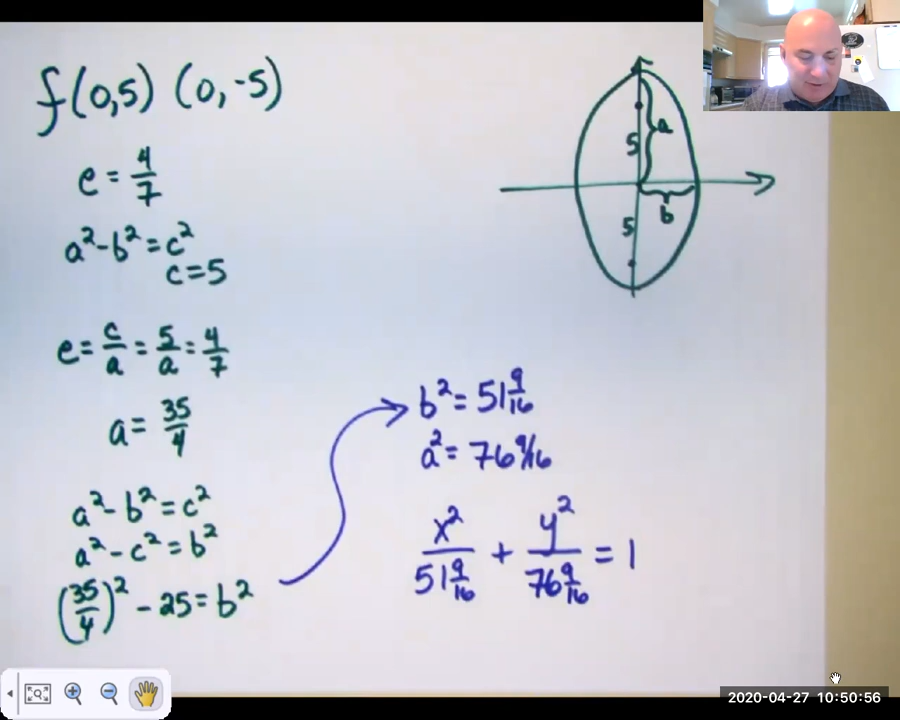 f(0,5) (0,-5)
e = 4/7
a² - b² = c²
c = 5
e = c/a = 5/a = 4/7
a = 35/4
a² - b² = c²
a² - c² = b²
(35/4)² - 25 = b²
5
a
b
5
b² = 51 9/16
a² = 76 9/16
x²/51 9/16 + y²/76 9/16 = 1
2020-04-27 10:50:56